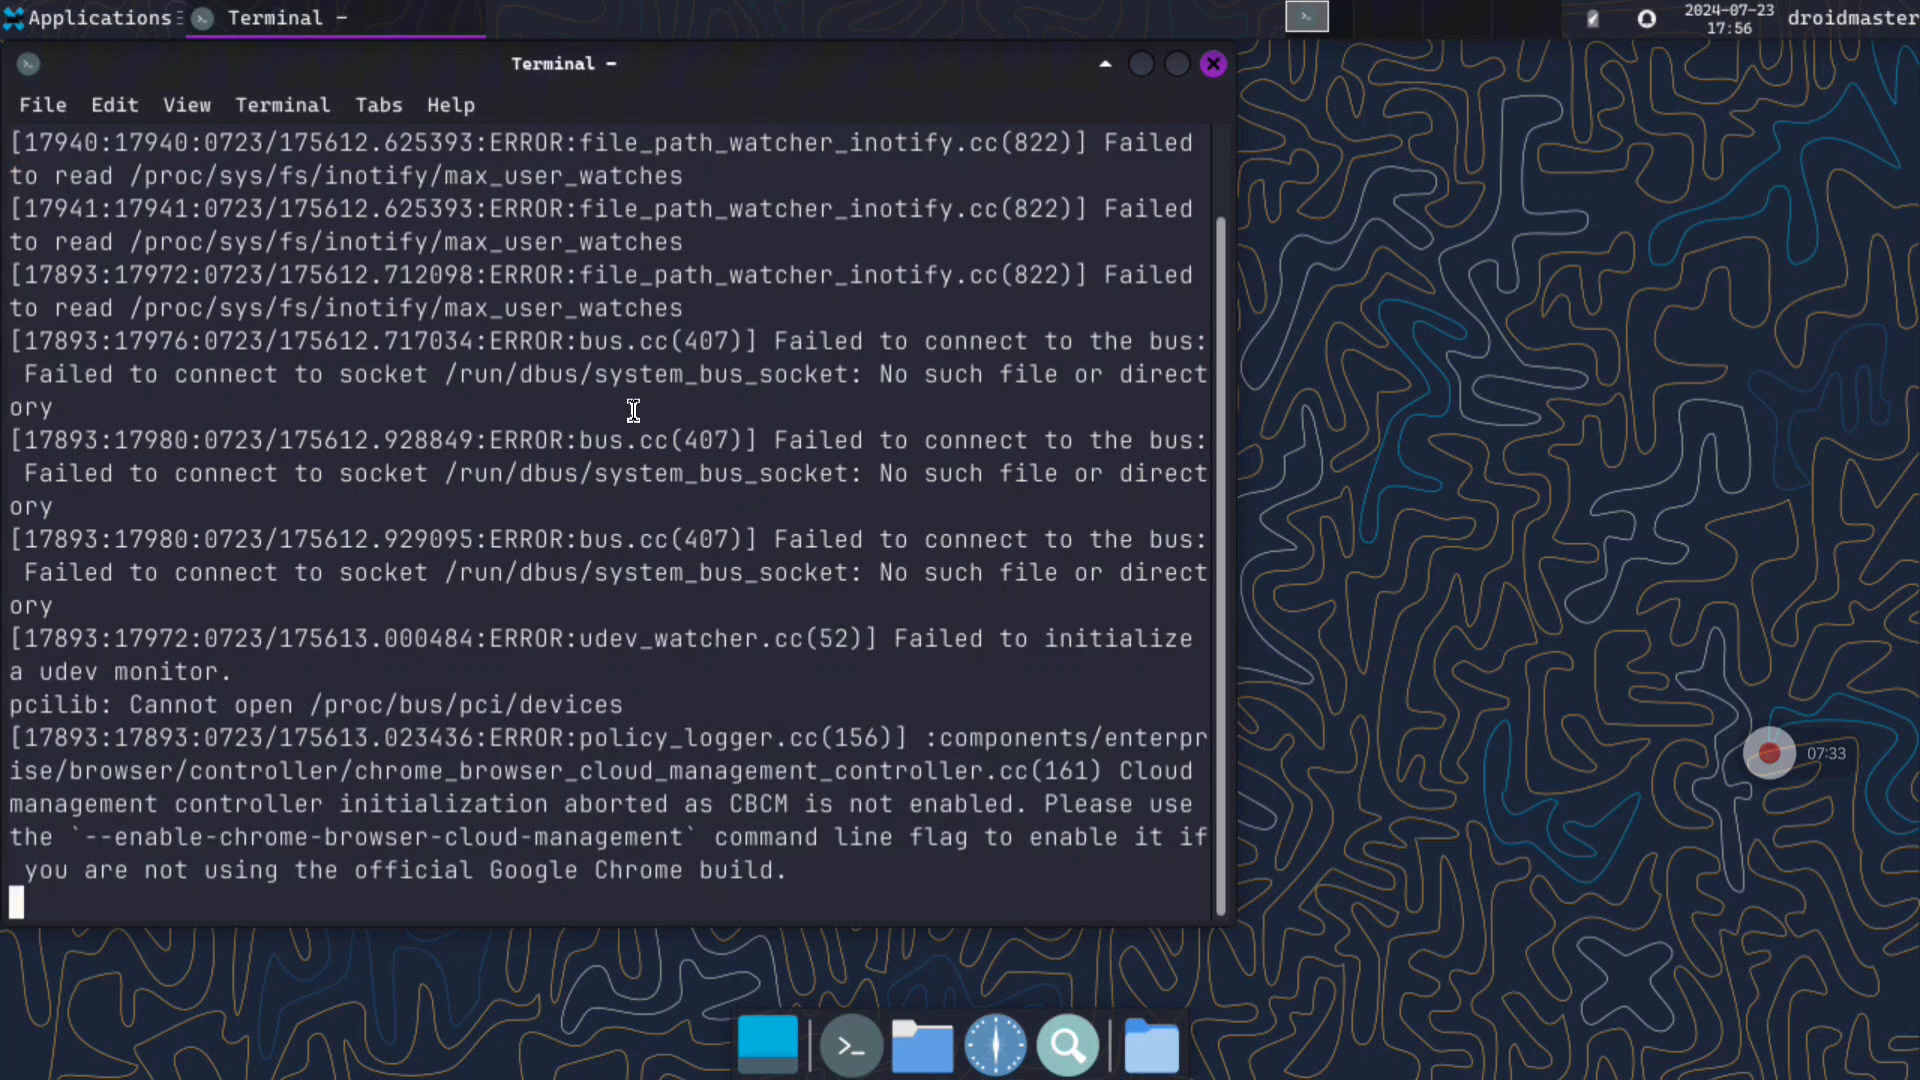 Applications
Terminal -
2024-07-23
17:56
droidmaster
Terminal -
File Edit View Terminal Tabs Help
[17940:17940:0723/175612.625393:ERROR:file_path_watcher_inotify.cc(822)] Failed
to read /proc/sys/fs/inotify/max_user_watches
[17941:17941:0723/175612.625393:ERROR:file_path_watcher_inotify.cc(822)] Failed
to read /proc/sys/fs/inotify/max_user_watches
[17893:17972:0723/175612.712098:ERROR:file_path_watcher_inotify.cc(822)] Failed
to read /proc/sys/fs/inotify/max_user_watches
[17893:17976:0723/175612.717034:ERROR:bus.cc(407)] Failed to connect to the bus:
Failed to connect to socket /run/dbus/system_bus_socket: No such file or direct
ory
[17893:17980:0723/175612.928849:ERROR:bus.cc(407)] Failed to connect to the bus:
Failed to connect to socket /run/dbus/system_bus_socket: No such file or direct
ory
[17893:17980:0723/175612.929095:ERROR:bus.cc(407)] Failed to connect to the bus:
Failed to connect to socket /run/dbus/system_bus_socket: No such file or direct
ory
[17893:17972:0723/175613.000484:ERROR:udev_watcher.cc(52)] Failed to initialize
a udev monitor.
pcilib: Cannot open /proc/bus/pci/devices
[17893:17893:0723/175613.023436:ERROR:policy_logger.cc(156)] :components/enterpr
ise/browser/controller/chrome_browser_cloud_management_controller.cc(161) Cloud
management controller initialization aborted as CBCM is not enabled. Please use
the `--enable-chrome-browser-cloud-management` command line flag to enable it if
you are not using the official Google Chrome build.
07:33